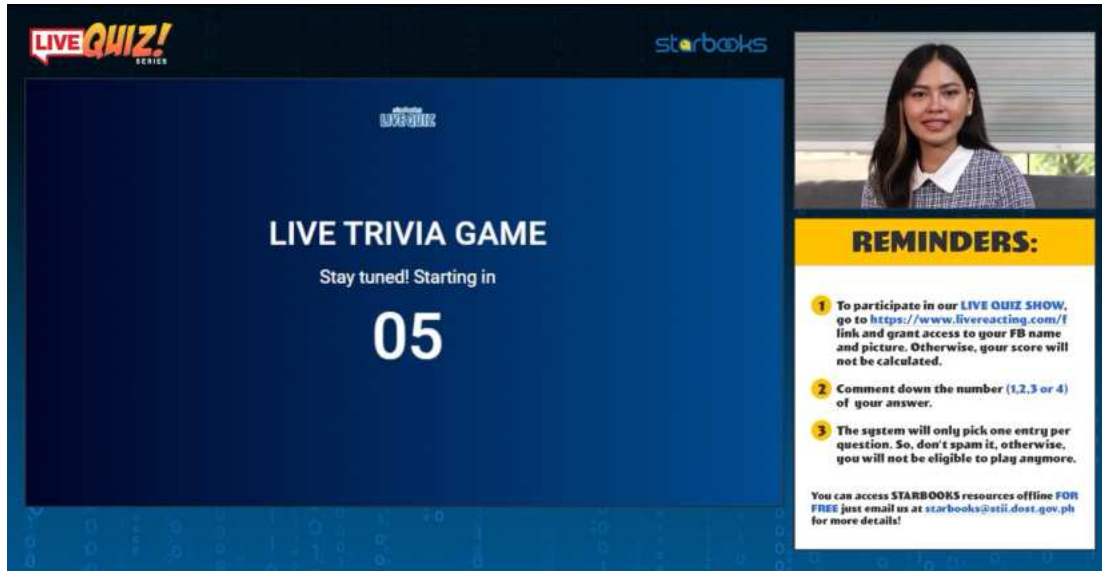 LIVE QUIZ!
SERIES
starbooks
LIVE QUIZ
LIVE TRIVIA GAME
Stay tuned! Starting in
05
REMINDERS:
1 To participate in our LIVE QUIZ SHOW,
go to https://www.livereacting.com/f
link and grant access to your FB name
and picture. Otherwise, your score will
not be calculated.
2 Comment down the number (1,2,3 or 4)
of your answer.
3 The system will only pick one entry per
question. So, don't spam it, otherwise,
you will not be eligible to play anymore.
You can access STARBOOKS resources offline FOR
FREE just email us at starbooks@stii.dost.gov.ph
for more details!